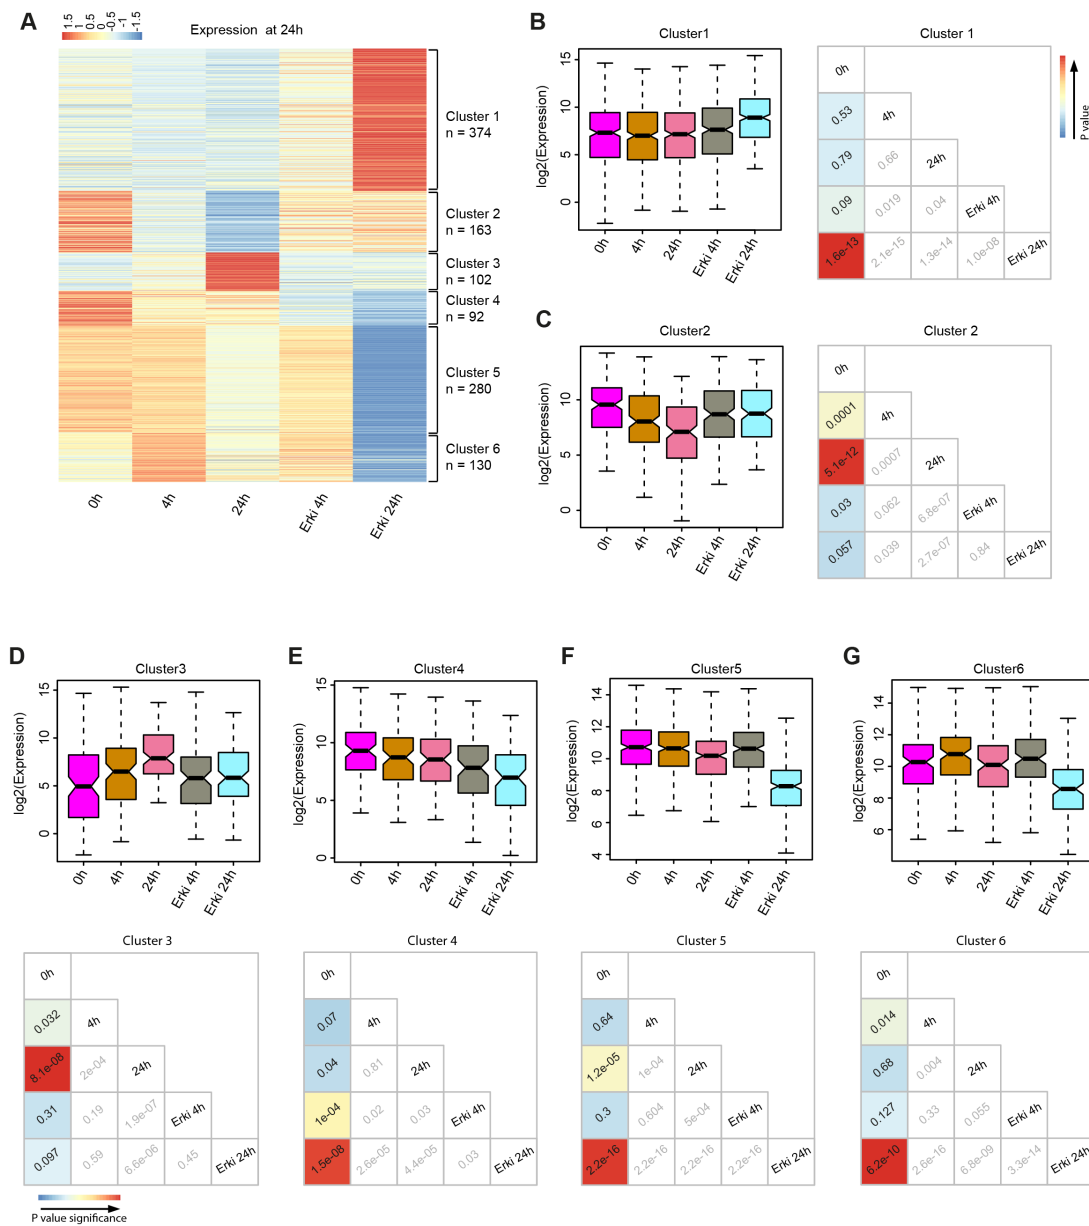 A
1.5
1
0.5
0
-0.5
-1
-1.5
Expression at 24h
Cluster 1
n = 374
Cluster 2
n = 163
Cluster 3
n = 102
Cluster 4
n = 92
Cluster 5
n = 280
Cluster 6
n = 130
0h
4h
24h
Erki 4h
Erki 24h
B
Cluster1
log2(Expression)
15
10
5
0
0h
4h
24h
Erki 4h
Erki 24h
Cluster 1
0h
0.53
4h
0.79
0.66
24h
0.09
0.019
0.04
Erki 4h
1.6e-13
2.1e-15
1.3e-14
1.0e-08
Erki 24h
P value
C
Cluster2
log2(Expression)
10
5
0
0h
4h
24h
Erki 4h
Erki 24h
Cluster 2
0h
0.0001
4h
5.1e-12
0.0007
24h
0.03
0.062
6.8e-07
Erki 4h
0.057
0.039
2.7e-07
0.84
Erki 24h
D
Cluster3
log2(Expression)
15
10
5
0
0h
4h
24h
Erki 4h
Erki 24h
E
Cluster4
log2(Expression)
15
10
5
0
0h
4h
24h
Erki 4h
Erki 24h
F
Cluster5
log2(Expression)
14
12
10
8
6
4
0h
4h
24h
Erki 4h
Erki 24h
G
Cluster6
log2(Expression)
14
12
10
8
6
0h
4h
24h
Erki 4h
Erki 24h
Cluster 3
0h
0.032
4h
8.1e-08
2e-04
24h
0.31
0.19
1.9e-07
Erki 4h
0.097
0.59
6.6e-06
0.45
Erki 24h
P value significance
Cluster 4
0h
0.07
4h
0.04
0.81
24h
1e-04
0.02
0.03
Erki 4h
1.5e-08
2.6e-05
4.4e-05
0.03
Erki 24h
Cluster 5
0h
0.64
4h
1.2e-05
1e-04
24h
0.3
0.604
5e-04
Erki 4h
2.2e-16
2.2e-16
2.2e-16
2.2e-16
Erki 24h
Cluster 6
0h
0.014
4h
0.68
0.004
24h
0.127
0.33
0.055
Erki 4h
6.2e-10
2.6e-16
6.8e-09
3.3e-14
Erki 24h